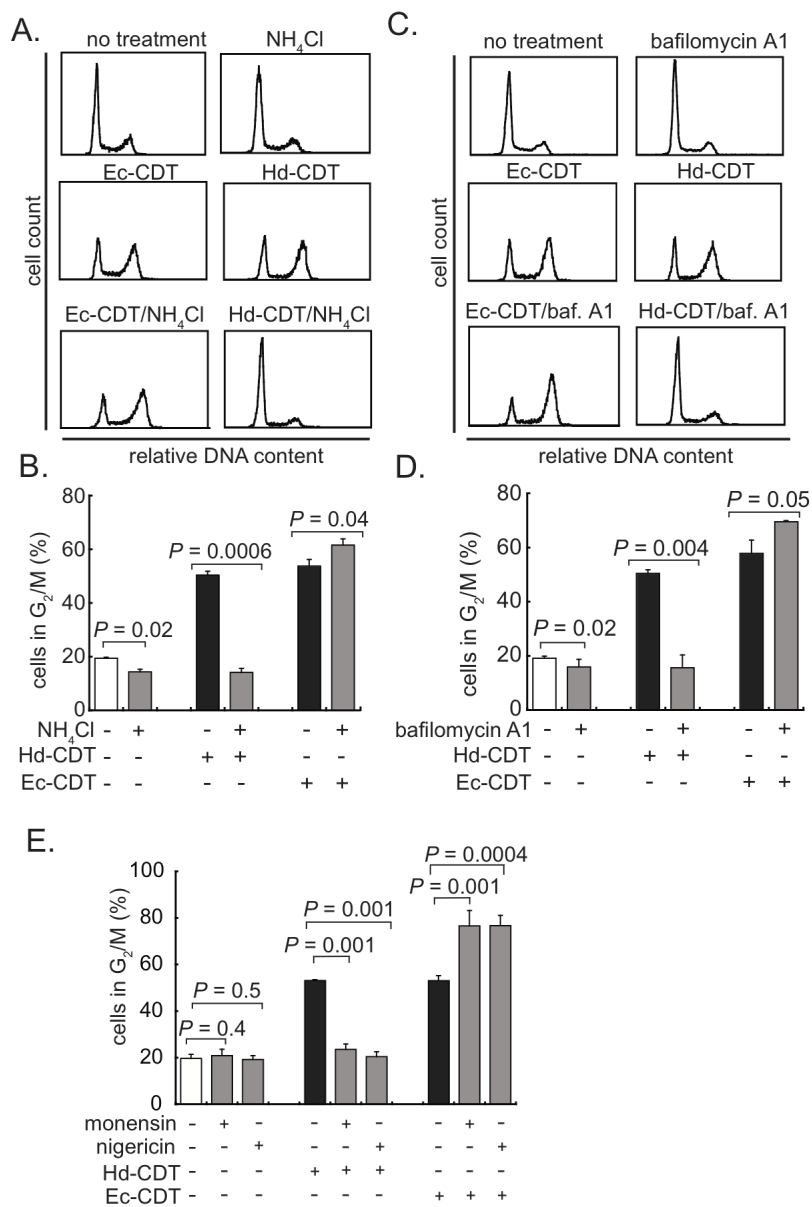 A.
no treatment NH₄Cl
Ec-CDT Hd-CDT
Ec-CDT/NH₄Cl Hd-CDT/NH₄Cl
cell count
relative DNA content
C.
no treatment bafilomycin A1
Ec-CDT Hd-CDT
Ec-CDT/baf. A1 Hd-CDT/baf. A1
cell count
relative DNA content
B.
cells in G₂/M (%)
80
60
40
20
0
P = 0.02
P = 0.0006
P = 0.04
NH₄Cl - + - + - +
Hd-CDT - - + + - -
Ec-CDT - - - - + +
D.
cells in G₂/M (%)
80
60
40
20
0
P = 0.02
P = 0.004
P = 0.05
bafilomycin A1 - + - + - +
Hd-CDT - - + + - -
Ec-CDT - - - - + +
E.
cells in G₂/M (%)
100
80
60
40
20
0
P = 0.5
P = 0.4
P = 0.001
P = 0.001
P = 0.0004
P = 0.001
monensin - + - - + - - + -
nigericin - - + - - + - - +
Hd-CDT - - - + + + - - -
Ec-CDT - - - - - - + + +